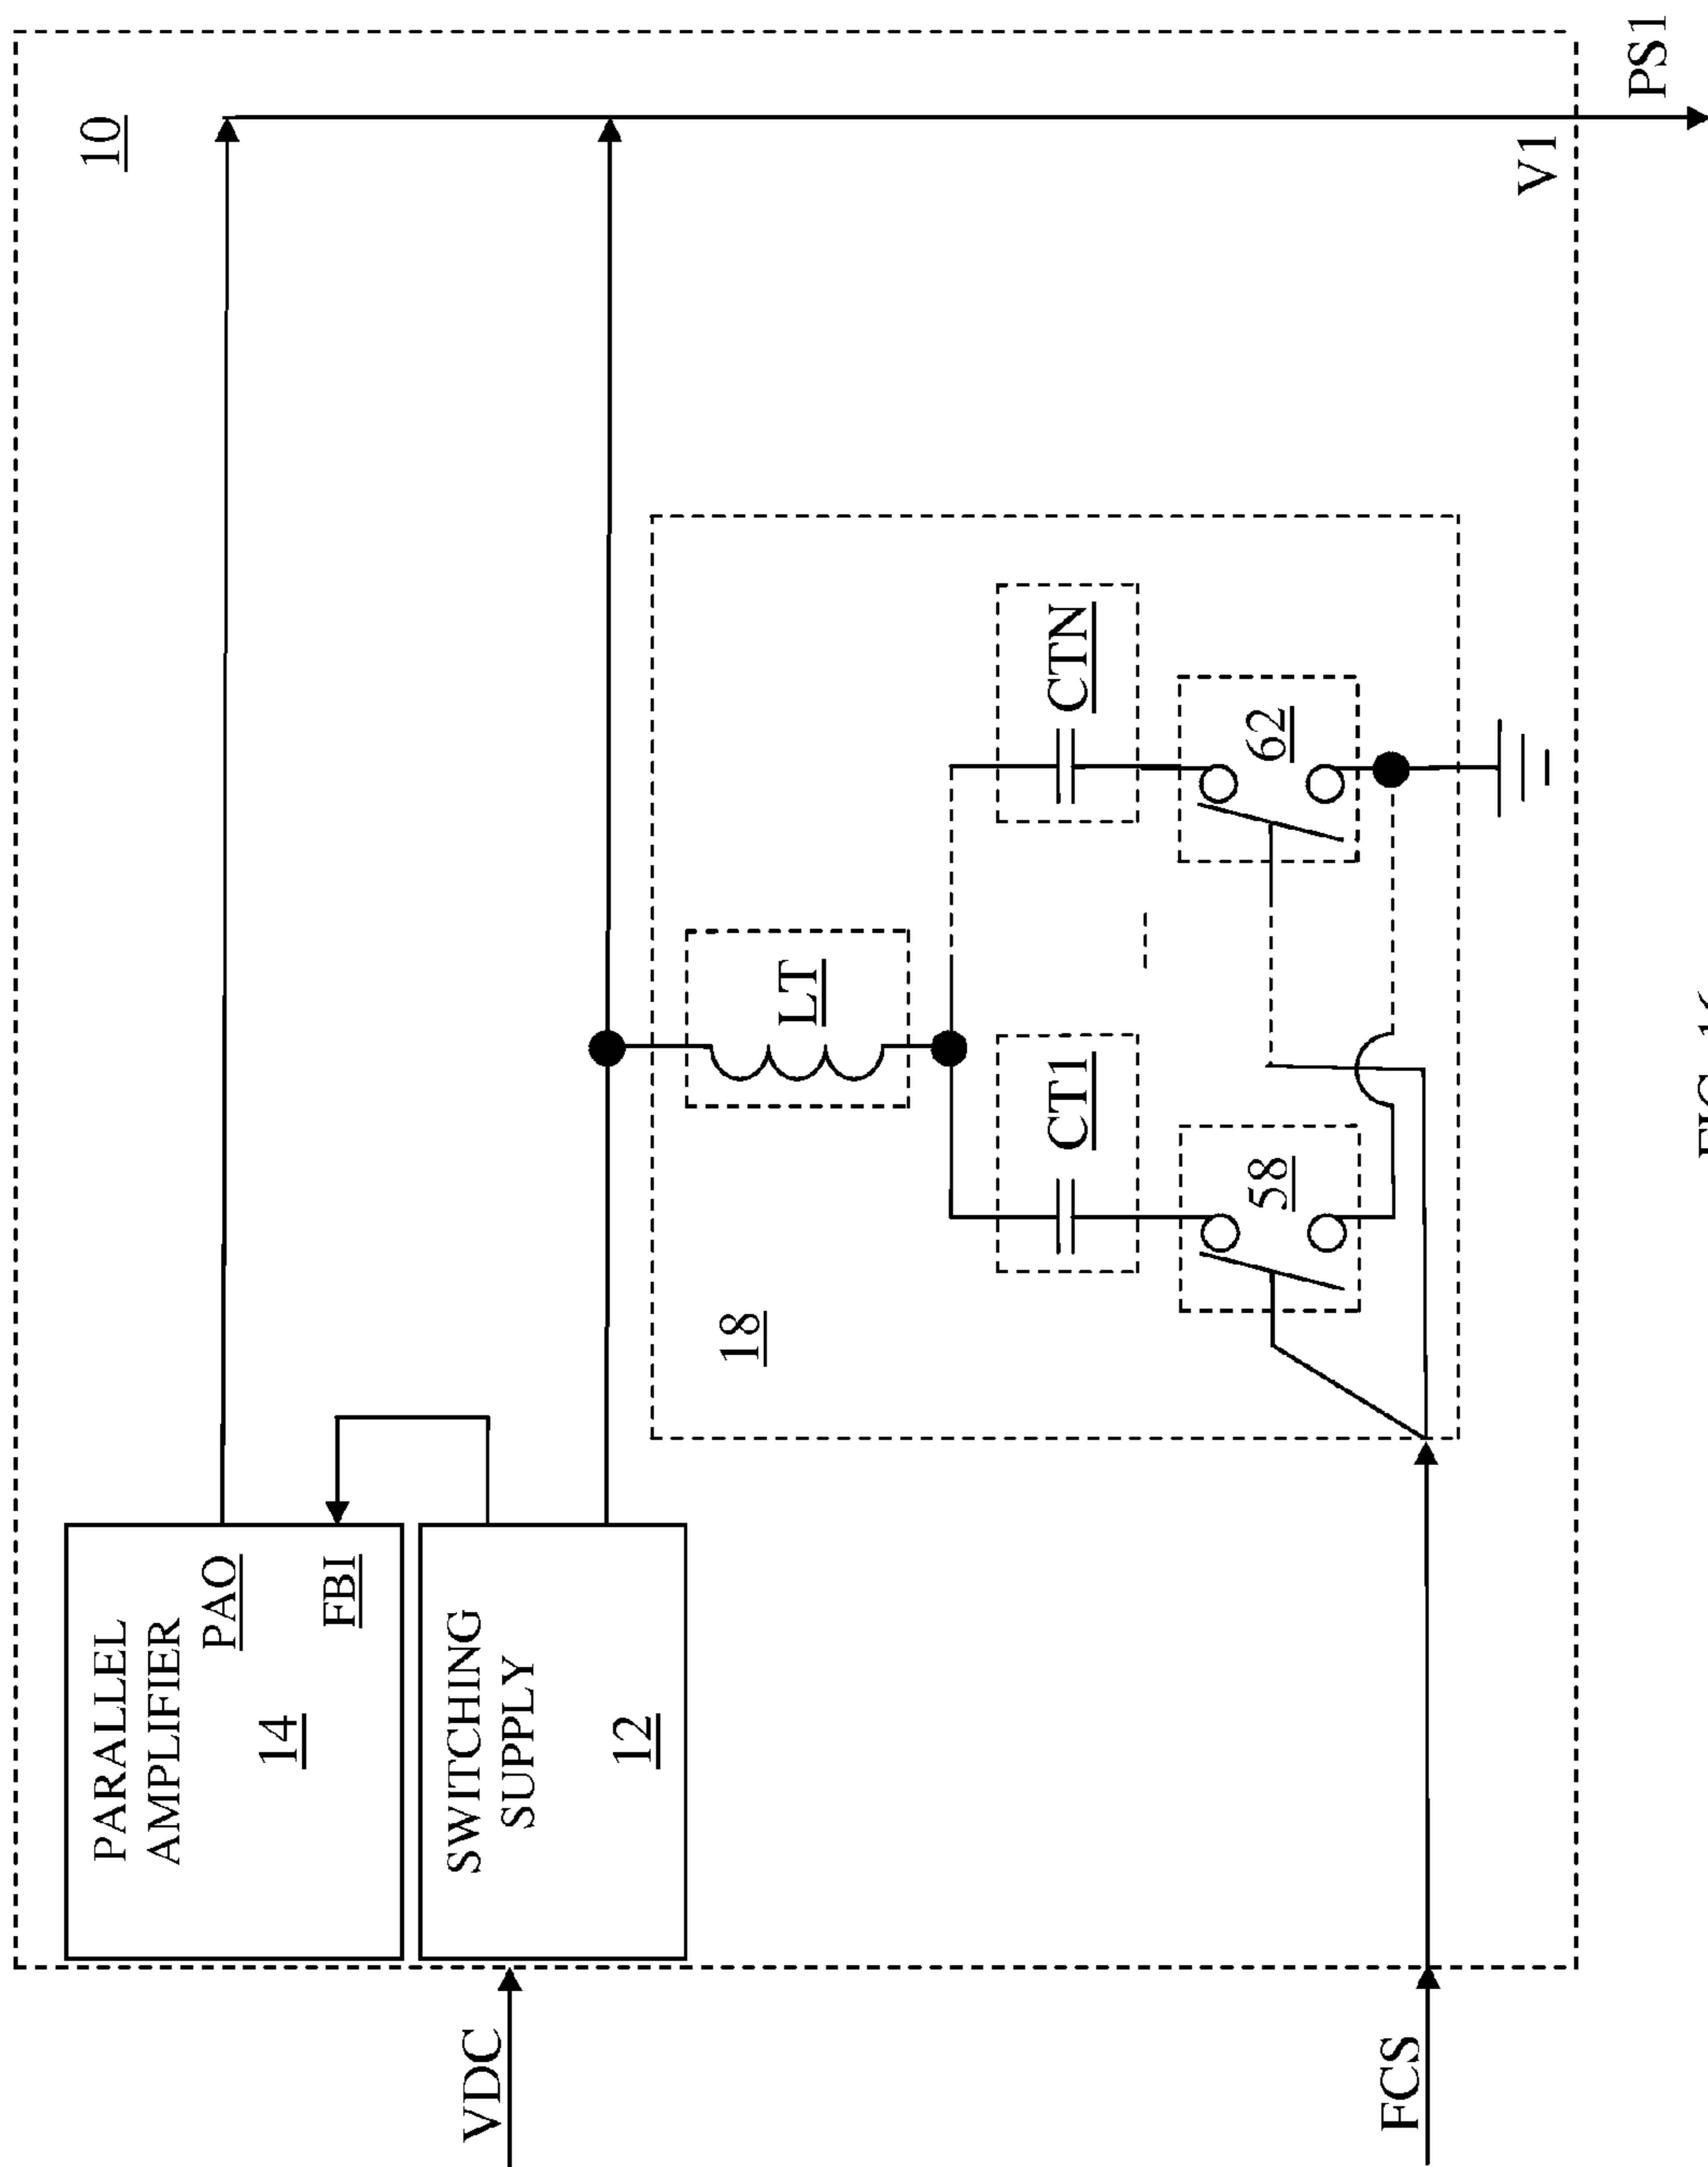 10
PARALLEL
AMPLIFIER
PAO
14
FBI
SWITCHING
SUPPLY
12
VDC
18
LT
CT1
CTN
58
62
FCS
V1
PS1